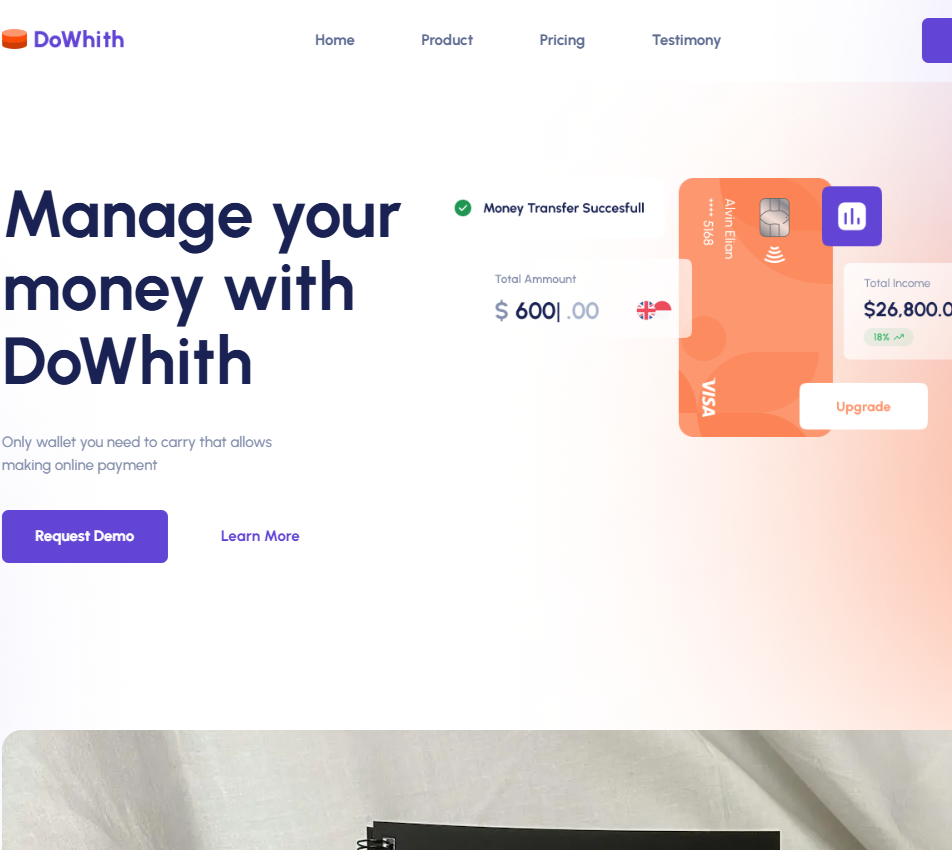 DoWhith
Home
Product
Pricing
Testimony
Manage your
money with
DoWhith
Only wallet you need to carry that allows
making online payment
Request Demo
Learn More
Money Transfer Succesfull
Total Ammount
$ 600| .00
Alvin Elian
**** 5168
VISA
Total Income
$26,800.0
18%
Upgrade